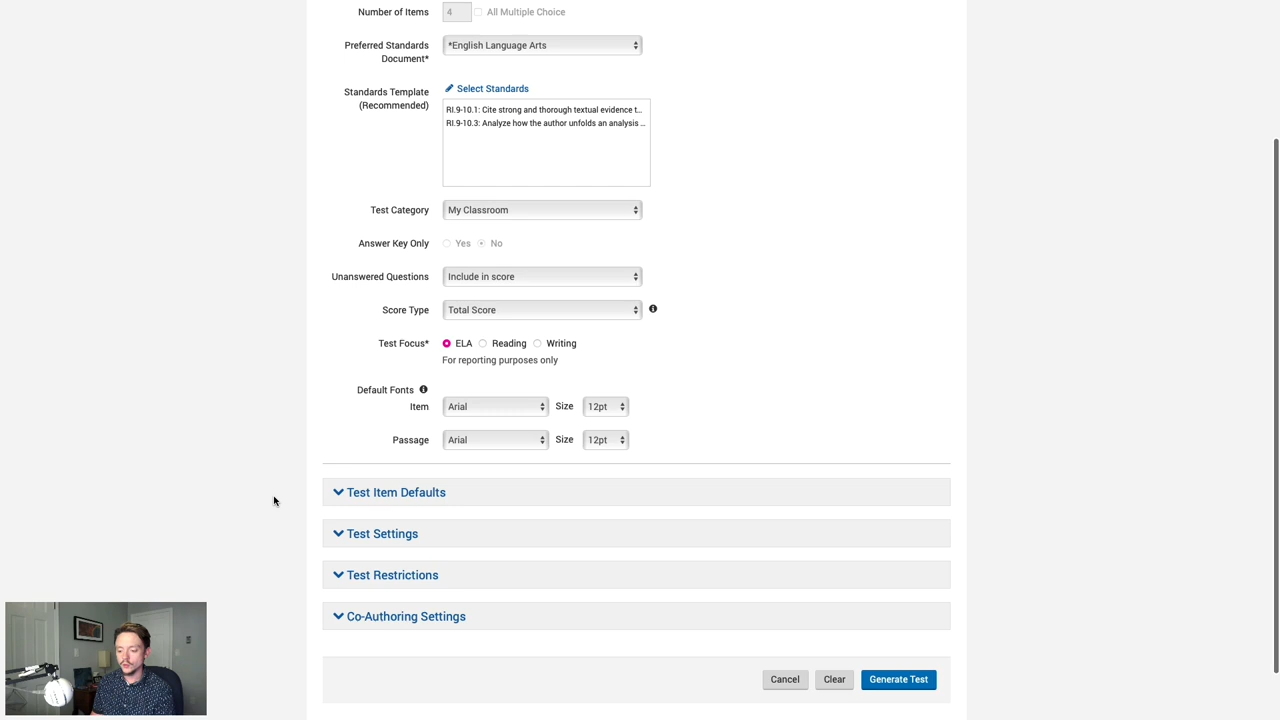 Number of Items 4 All Multiple Choice
Preferred Standards Document* *English Language Arts
Standards Template (Recommended) Select Standards
RI.9-10.1: Cite strong and thorough textual evidence t...
RI.9-10.3: Analyze how the author unfolds an analysis ...
Test Category My Classroom
Answer Key Only Yes No
Unanswered Questions Include in score
Score Type Total Score
Test Focus* ELA Reading Writing
For reporting purposes only
Default Fonts
Item Arial Size 12pt
Passage Arial Size 12pt
Test Item Defaults
Test Settings
Test Restrictions
Co-Authoring Settings
Cancel Clear Generate Test